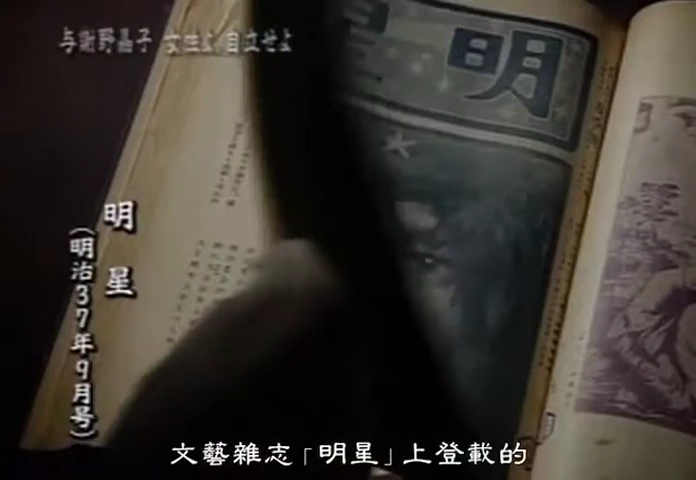 与謝野晶子 女性よ、自立せよ
明星
明星
(明治37年9月号)
文藝雜志「明星」上登載的